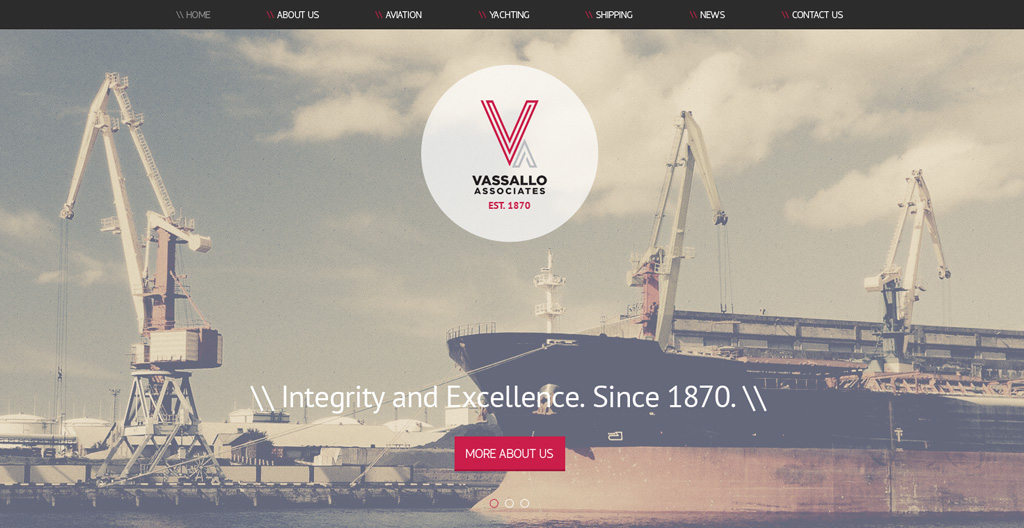 \\ HOME
\\ ABOUT US
\\ AVIATION
\\ YACHTING
\\ SHIPPING
\\ NEWS
\\ CONTACT US
VASSALLO
ASSOCIATES
EST. 1870
\\ Integrity and Excellence. Since 1870. \\
MORE ABOUT US